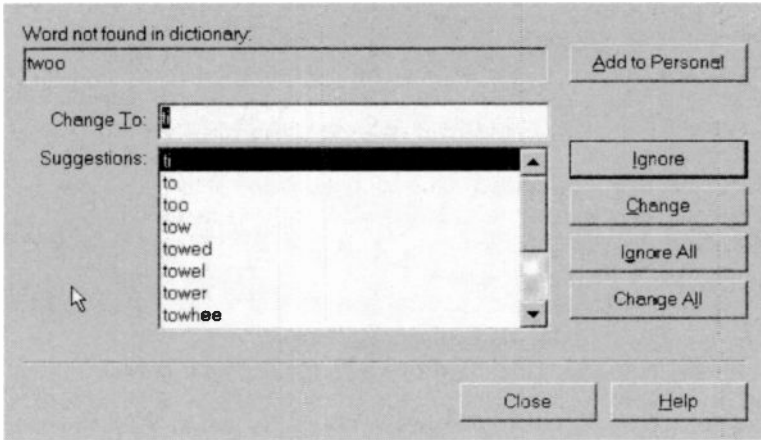 Word not found in dictionary:
twoo
Add to Personal
Change To:
ti
Suggestions:
ti
to
too
tow
towed
towel
tower
towhee
Ignore
Change
Ignore All
Change All
Close
Help